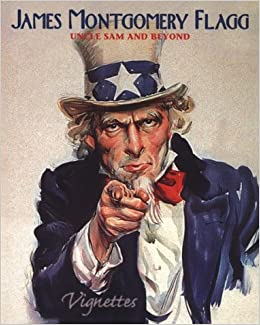 JAMES MONTGOMERY FLAGG
UNCLE SAM AND BEYOND
Vignettes